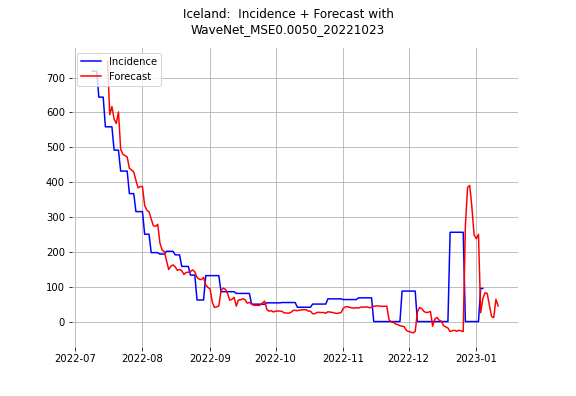 Iceland:  Incidence + Forecast with
WaveNet_MSE0.0050_20221023
Incidence
Forecast
700
600
500
400
300
200
100
0
2022-07 2022-08 2022-09 2022-10 2022-11 2022-12 2023-01